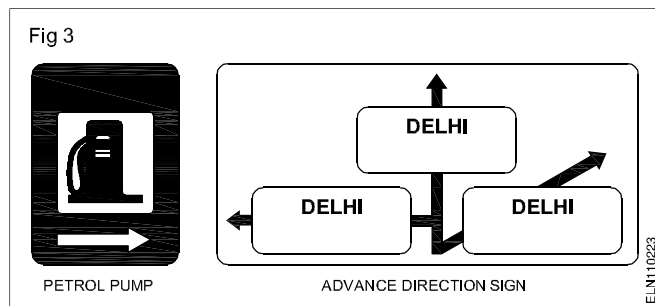 Fig 3
DELHI
DELHI
DELHI
PETROL PUMP
ADVANCE DIRECTION SIGN
ELN110223